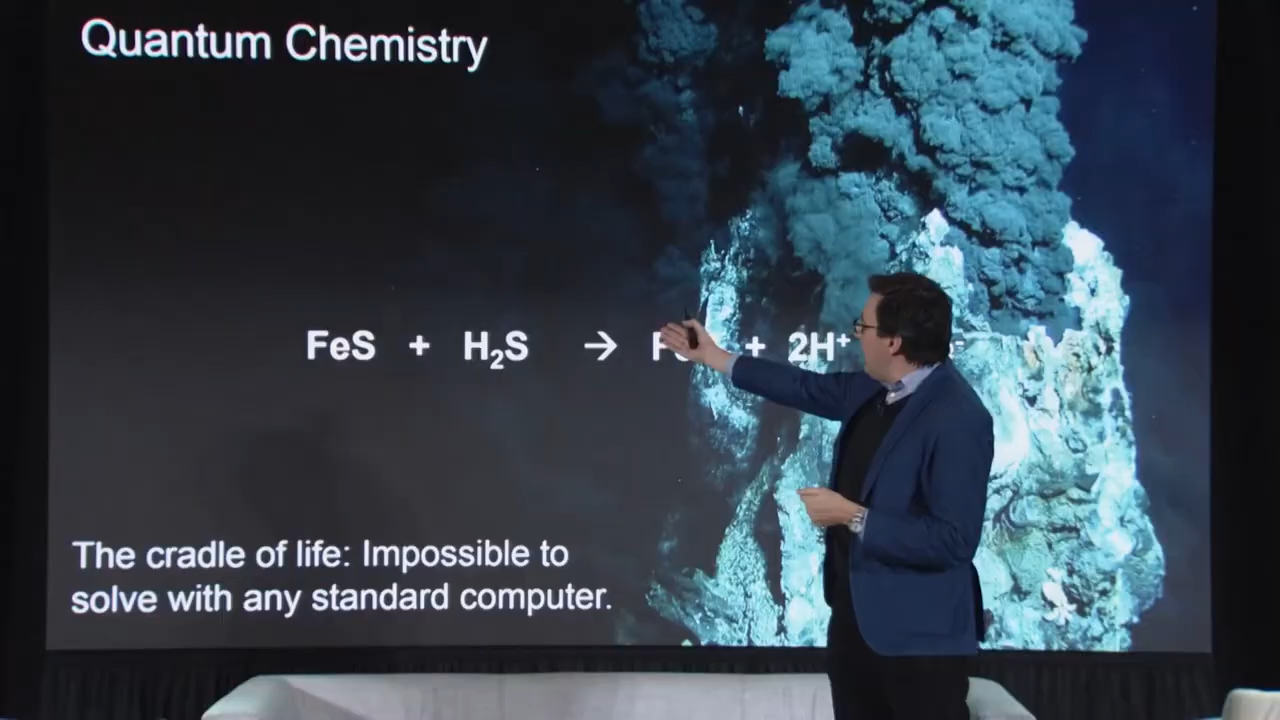 Quantum Chemistry
FeS + H₂S → + 2H⁺
The cradle of life: Impossible to
solve with any standard computer.